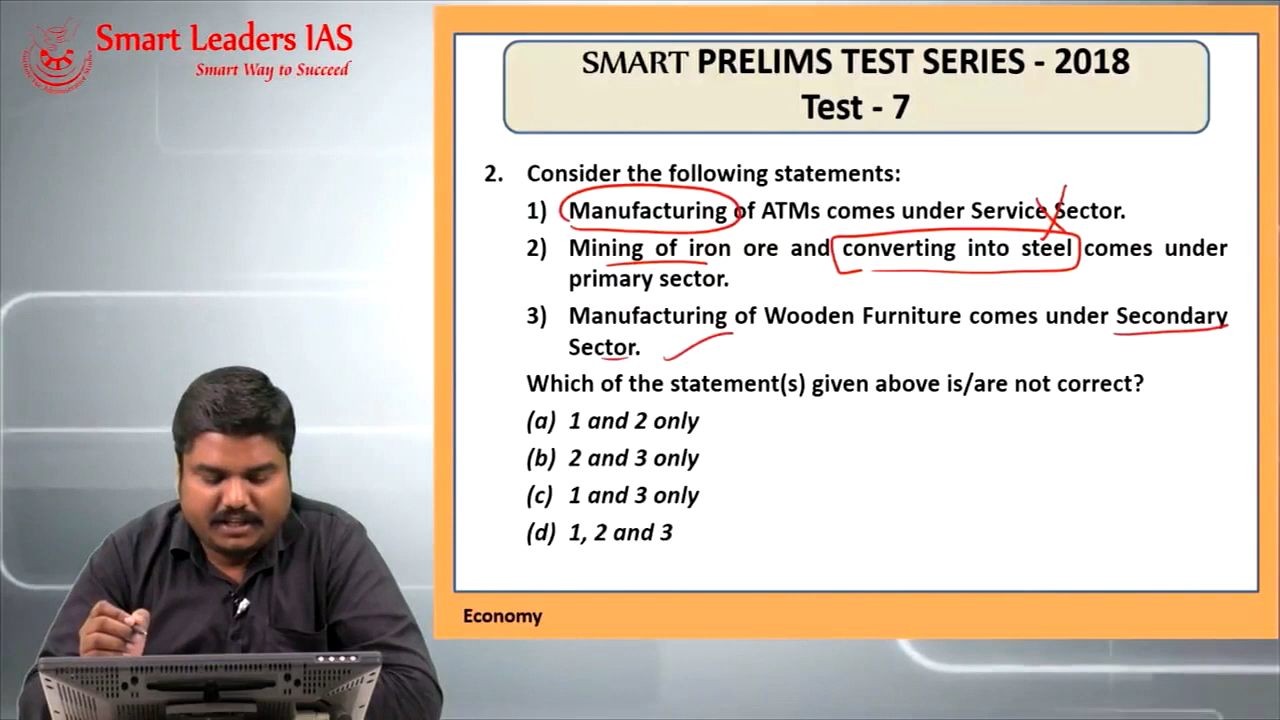 Smart Leaders IAS
Smart Way to Succeed
SMART PRELIMS TEST SERIES - 2018
Test - 7
2. Consider the following statements:
1) Manufacturing of ATMs comes under Service Sector.
2) Mining of iron ore and converting into steel comes under
primary sector.
3) Manufacturing of Wooden Furniture comes under Secondary
Sector.
Which of the statement(s) given above is/are not correct?
(a) 1 and 2 only
(b) 2 and 3 only
(c) 1 and 3 only
(d) 1, 2 and 3
Economy